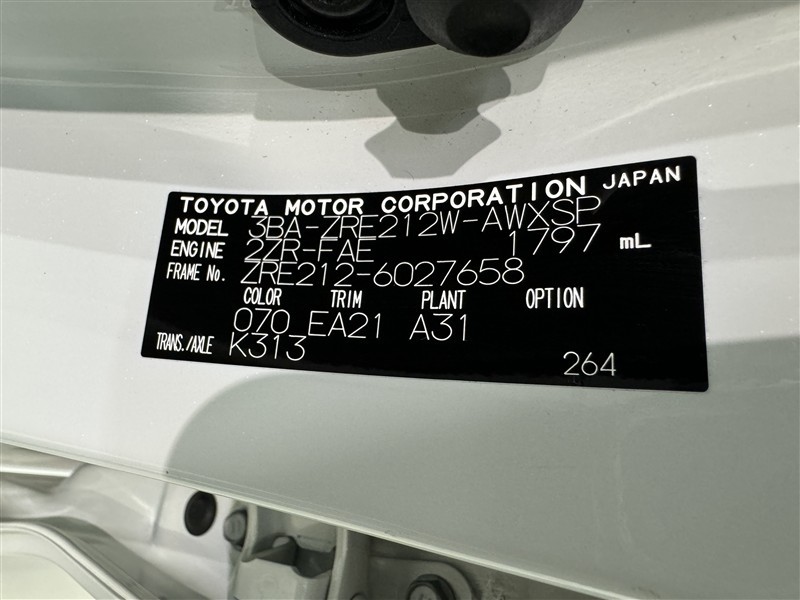 TOYOTA MOTOR CORPORATION JAPAN
MODEL 3BA-ZRE212W-AWXSP
ENGINE 2ZR-FAE 1797 mL
FRAME No. ZRE212-6027658
COLOR TRIM PLANT OPTION
070 EA21 A31
TRANS./AXLE K313
264